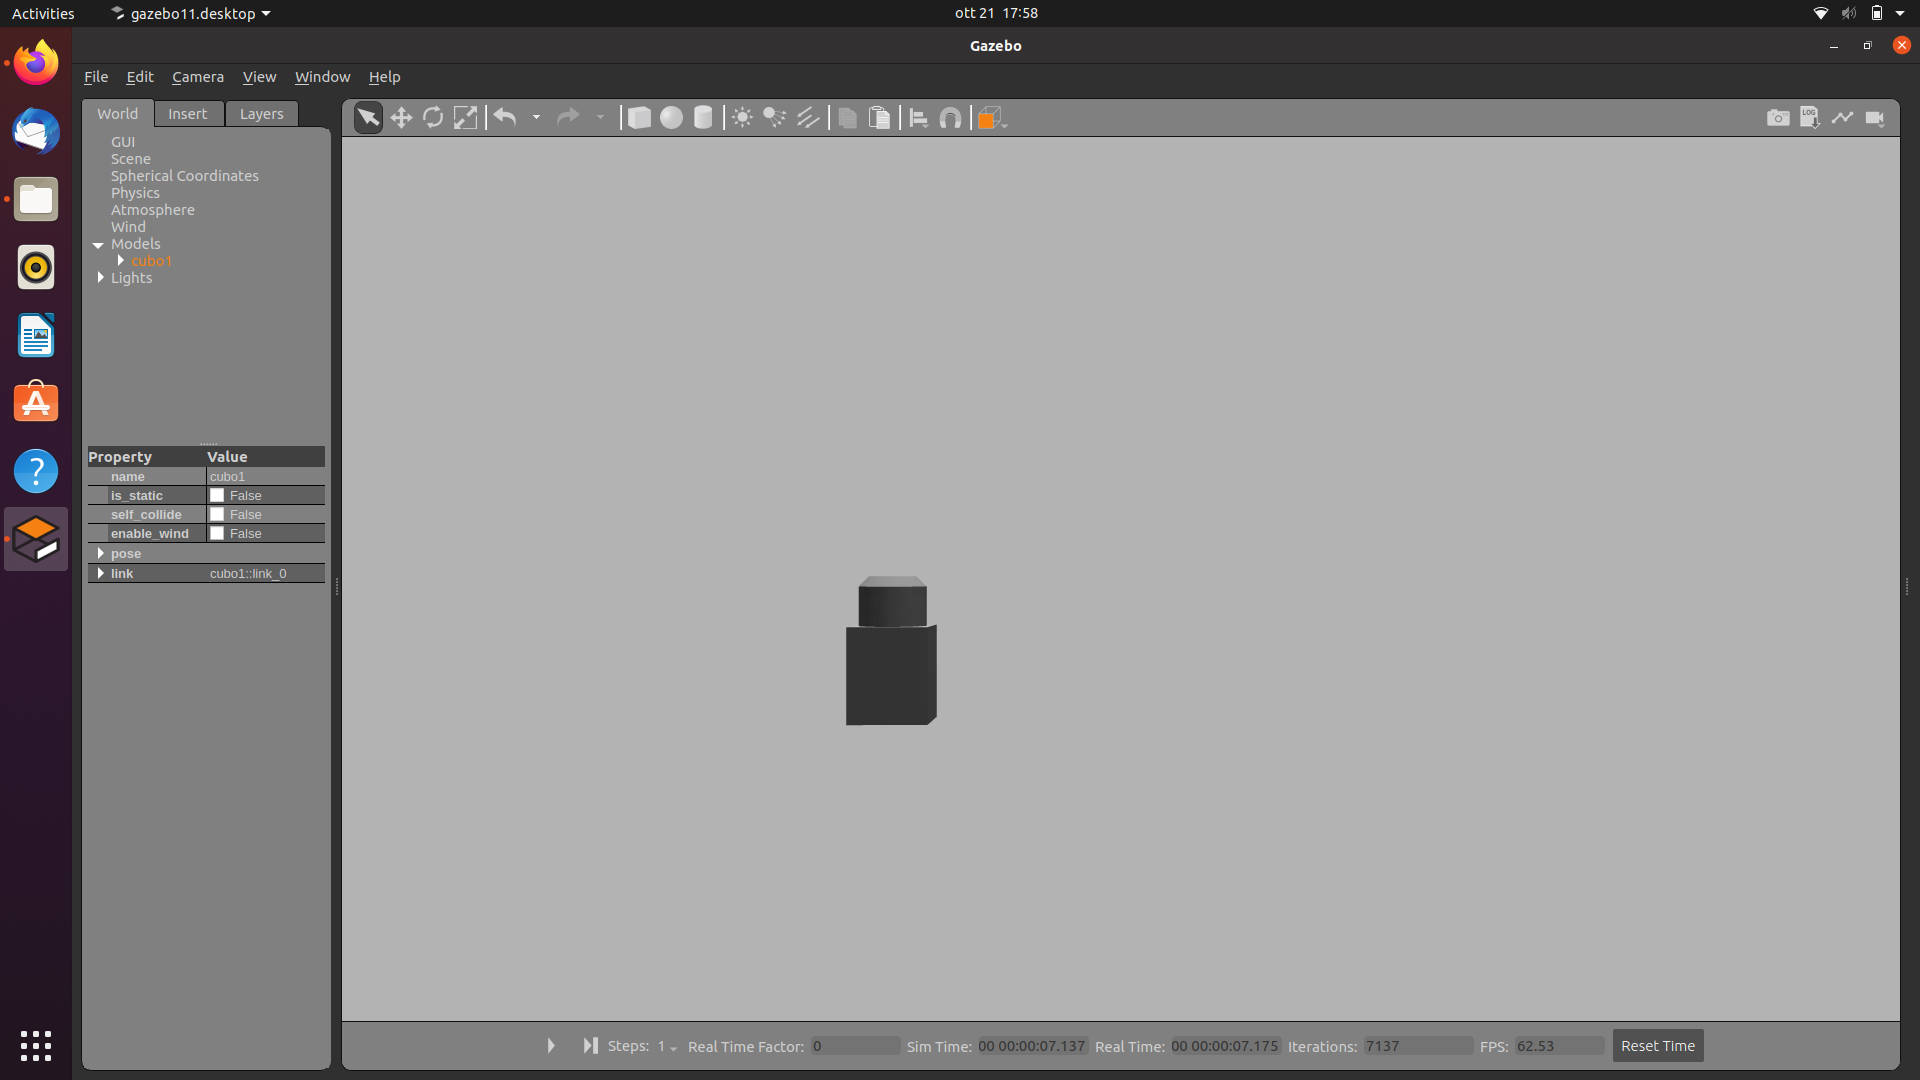 Activities gazebo11.desktop ott 21 17:58
Gazebo
File Edit Camera View Window Help
World Insert Layers
GUI
Scene
Spherical Coordinates
Physics
Atmosphere
Wind
Models
cubo1
Lights
Property Value
name cubo1
is_static False
self_collide False
enable_wind False
pose
link cubo1::link_0
LOG
Steps: 1 Real Time Factor: 0 Sim Time: 00 00:00:07.137 Real Time: 00 00:00:07.175 Iterations: 7137 FPS: 62.53 Reset Time